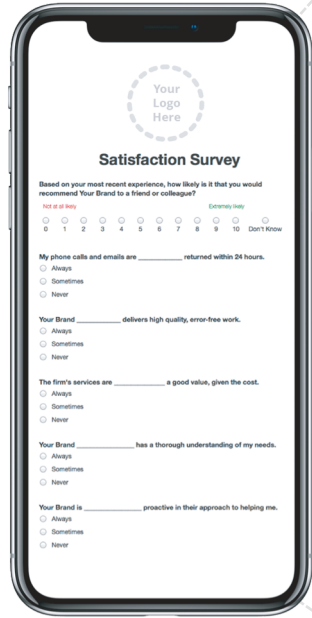 Your
Logo
Here
Satisfaction Survey
Based on your most recent experience, how likely is it that you would
recommend Your Brand to a friend or colleague?
Not at all likely Extremely likely
0 1 2 3 4 5 6 7 8 9 10 Don't Know
My phone calls and emails are ____________ returned within 24 hours.
Always
Sometimes
Never
Your Brand ____________ delivers high quality, error-free work.
Always
Sometimes
Never
The firm's services are ______________ a good value, given the cost.
Always
Sometimes
Never
Your Brand ________________ has a thorough understanding of my needs.
Always
Sometimes
Never
Your Brand is ________________ proactive in their approach to helping me.
Always
Sometimes
Never